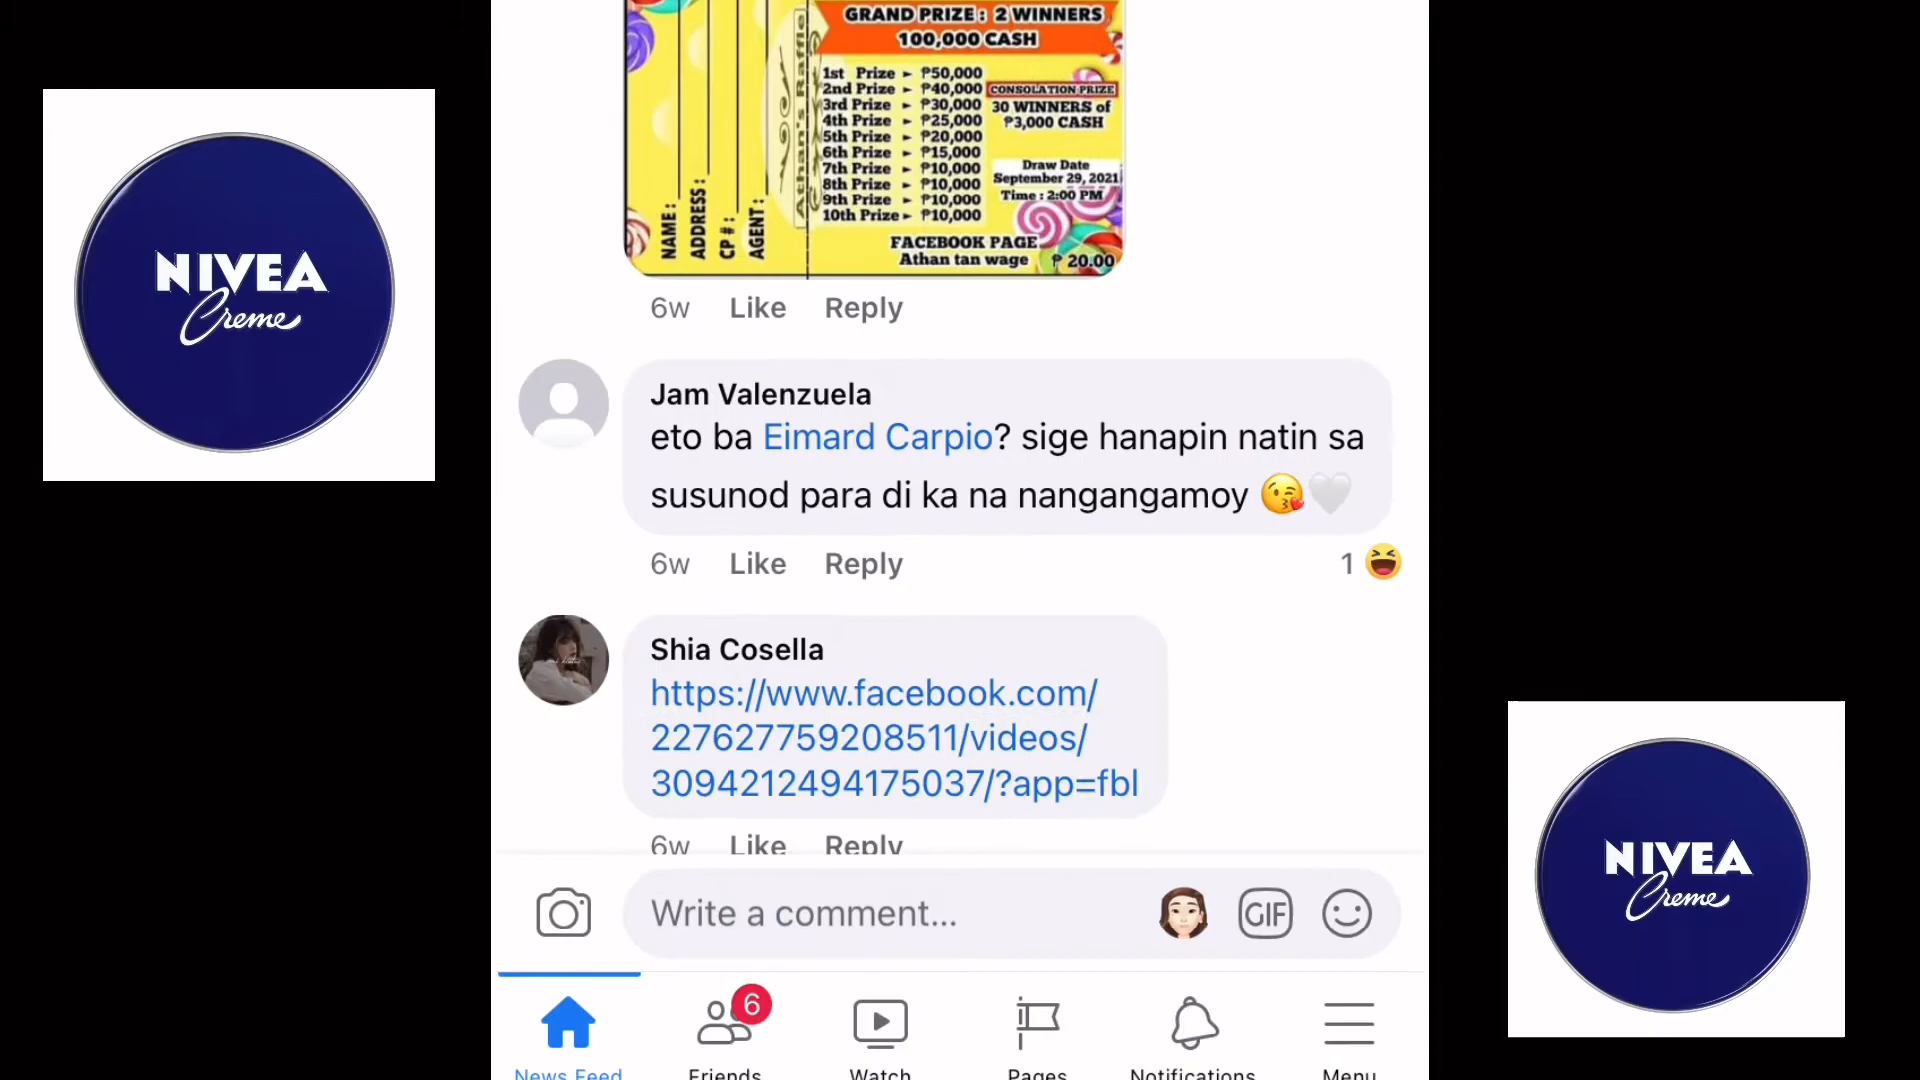 GRAND PRIZE : 2 WINNERS
100,000 CASH
1st Prize ► ₱50,000
2nd Prize ► ₱40,000
3rd Prize ► ₱30,000
4th Prize ► ₱25,000
5th Prize ► ₱20,000
6th Prize ► ₱15,000
7th Prize ► ₱10,000
8th Prize ► ₱10,000
9th Prize ► ₱10,000
10th Prize ► ₱10,000
CONSOLATION PRIZE
30 WINNERS of
₱3,000 CASH
Draw Date
September 29, 2021
Time : 2:00 PM
FACEBOOK PAGE
Athan tan wage ₱ 20.00
NAME :
ADDRESS :
CP # :
AGENT :
Athan's Raffle
6w Like Reply
Jam Valenzuela
eto ba Eimard Carpio? sige hanapin natin sa
susunod para di ka na nangangamoy 😘🤍
6w Like Reply 1 😆
Shia Cosella
https://www.facebook.com/
227627759208511/videos/
3094212494175037/?app=fbl
6w Like Reply
Write a comment...
GIF
6
News Feed Friends Watch Pages Notifications Menu
NIVEA
Creme
NIVEA
Creme